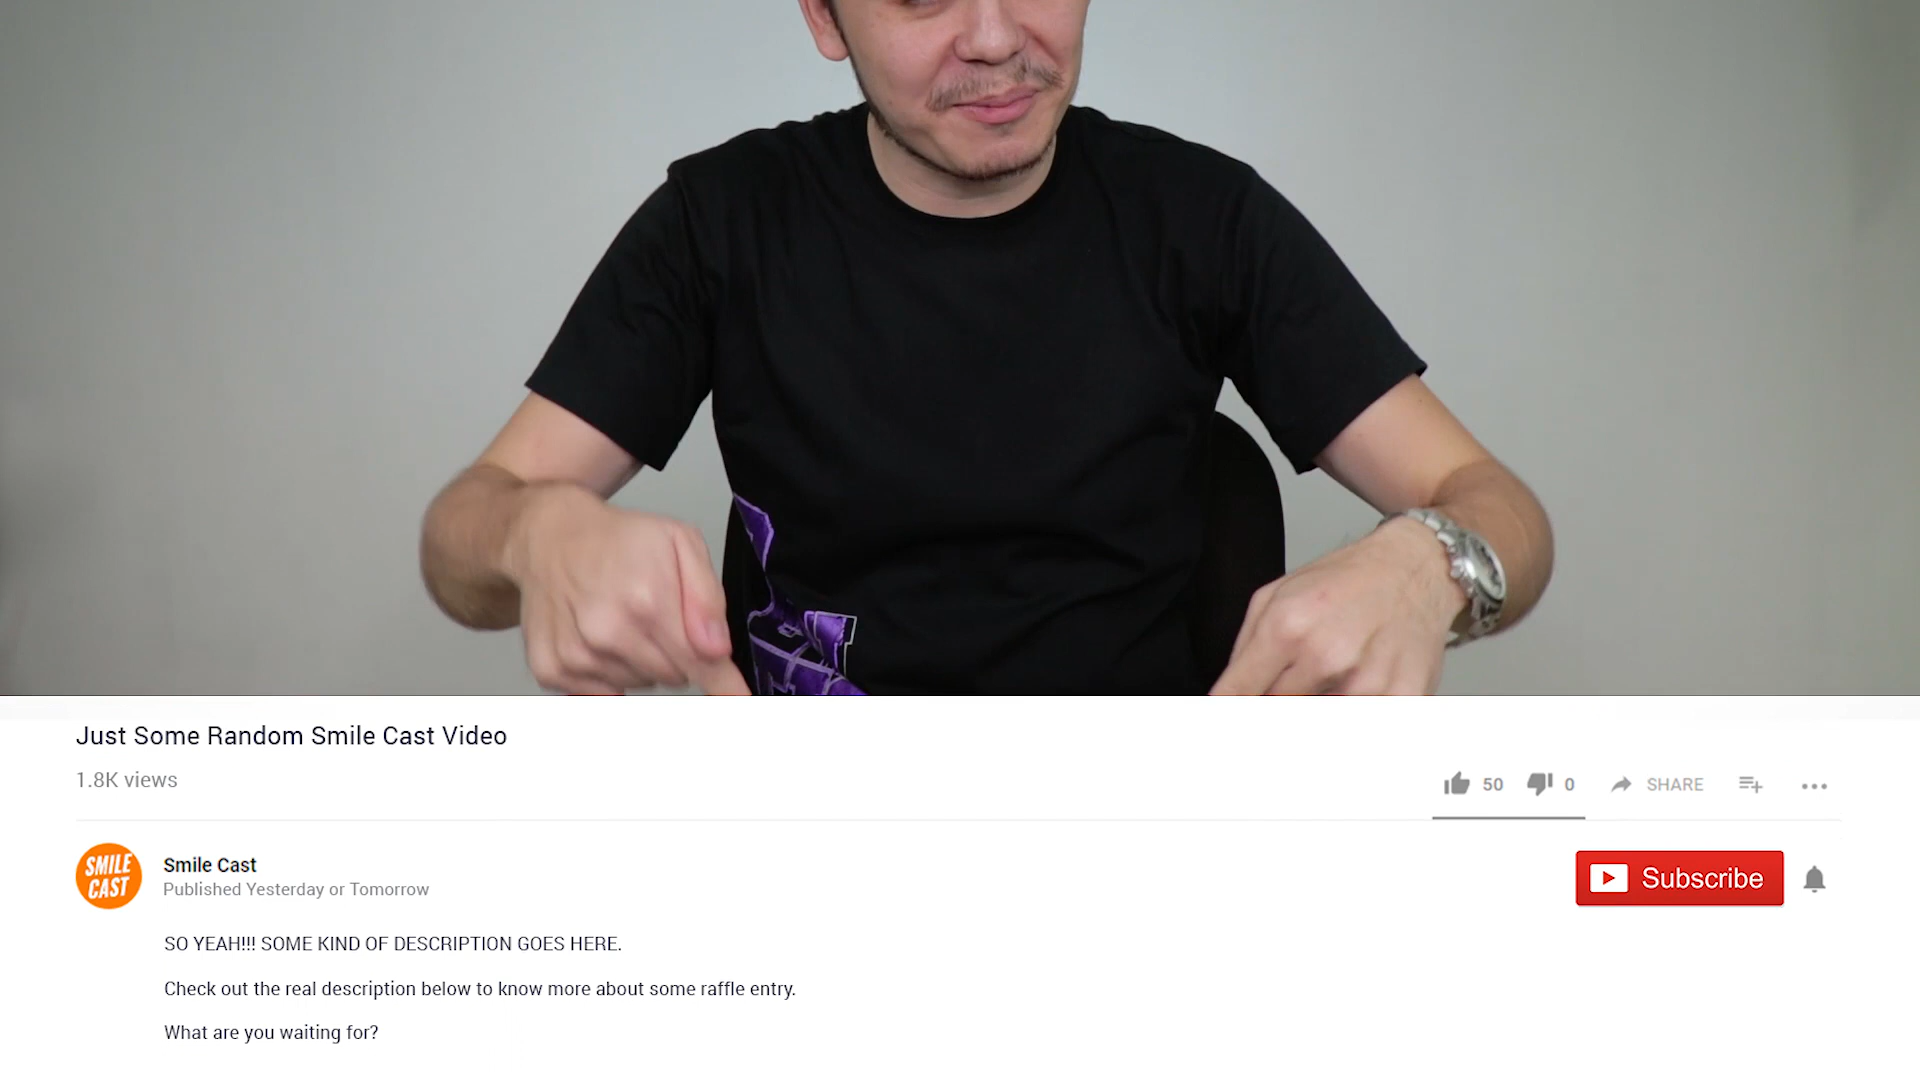 Just Some Random Smile Cast Video
1.8K views
50
0
SHARE
SMILE
CAST
Smile Cast
Published Yesterday or Tomorrow
Subscribe
SO YEAH!!! SOME KIND OF DESCRIPTION GOES HERE.
Check out the real description below to know more about some raffle entry.
What are you waiting for?